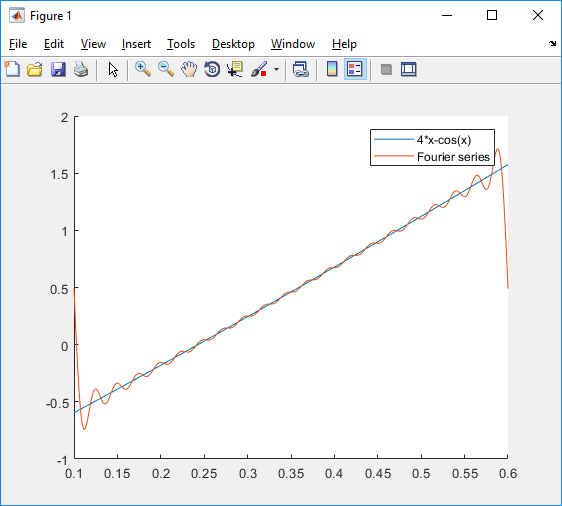 Figure 1
File Edit View Insert Tools Desktop Window Help
2
1.5
1
0.5
0
-0.5
-1
4*x-cos(x)
Fourier series
0.1 0.15 0.2 0.25 0.3 0.35 0.4 0.45 0.5 0.55 0.6